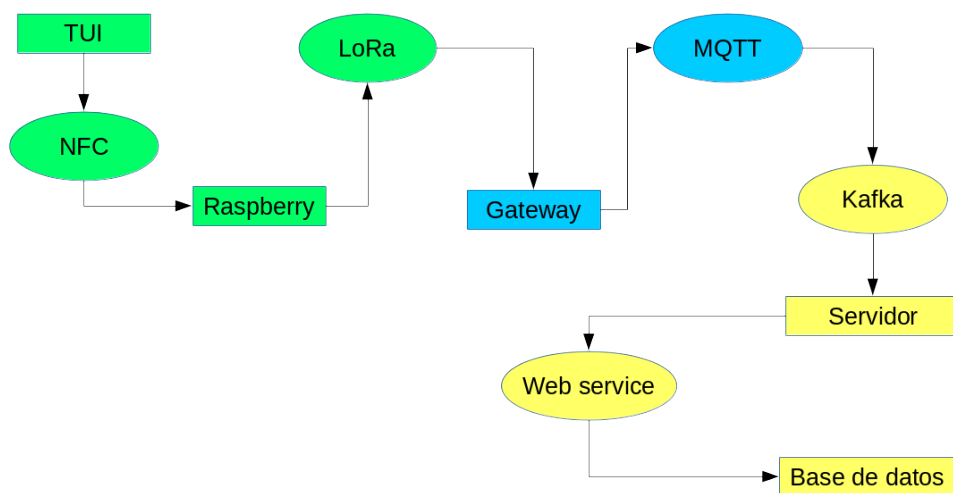 TUI
NFC
Raspberry
LoRa
Gateway
MQTT
Kafka
Servidor
Web service
Base de datos